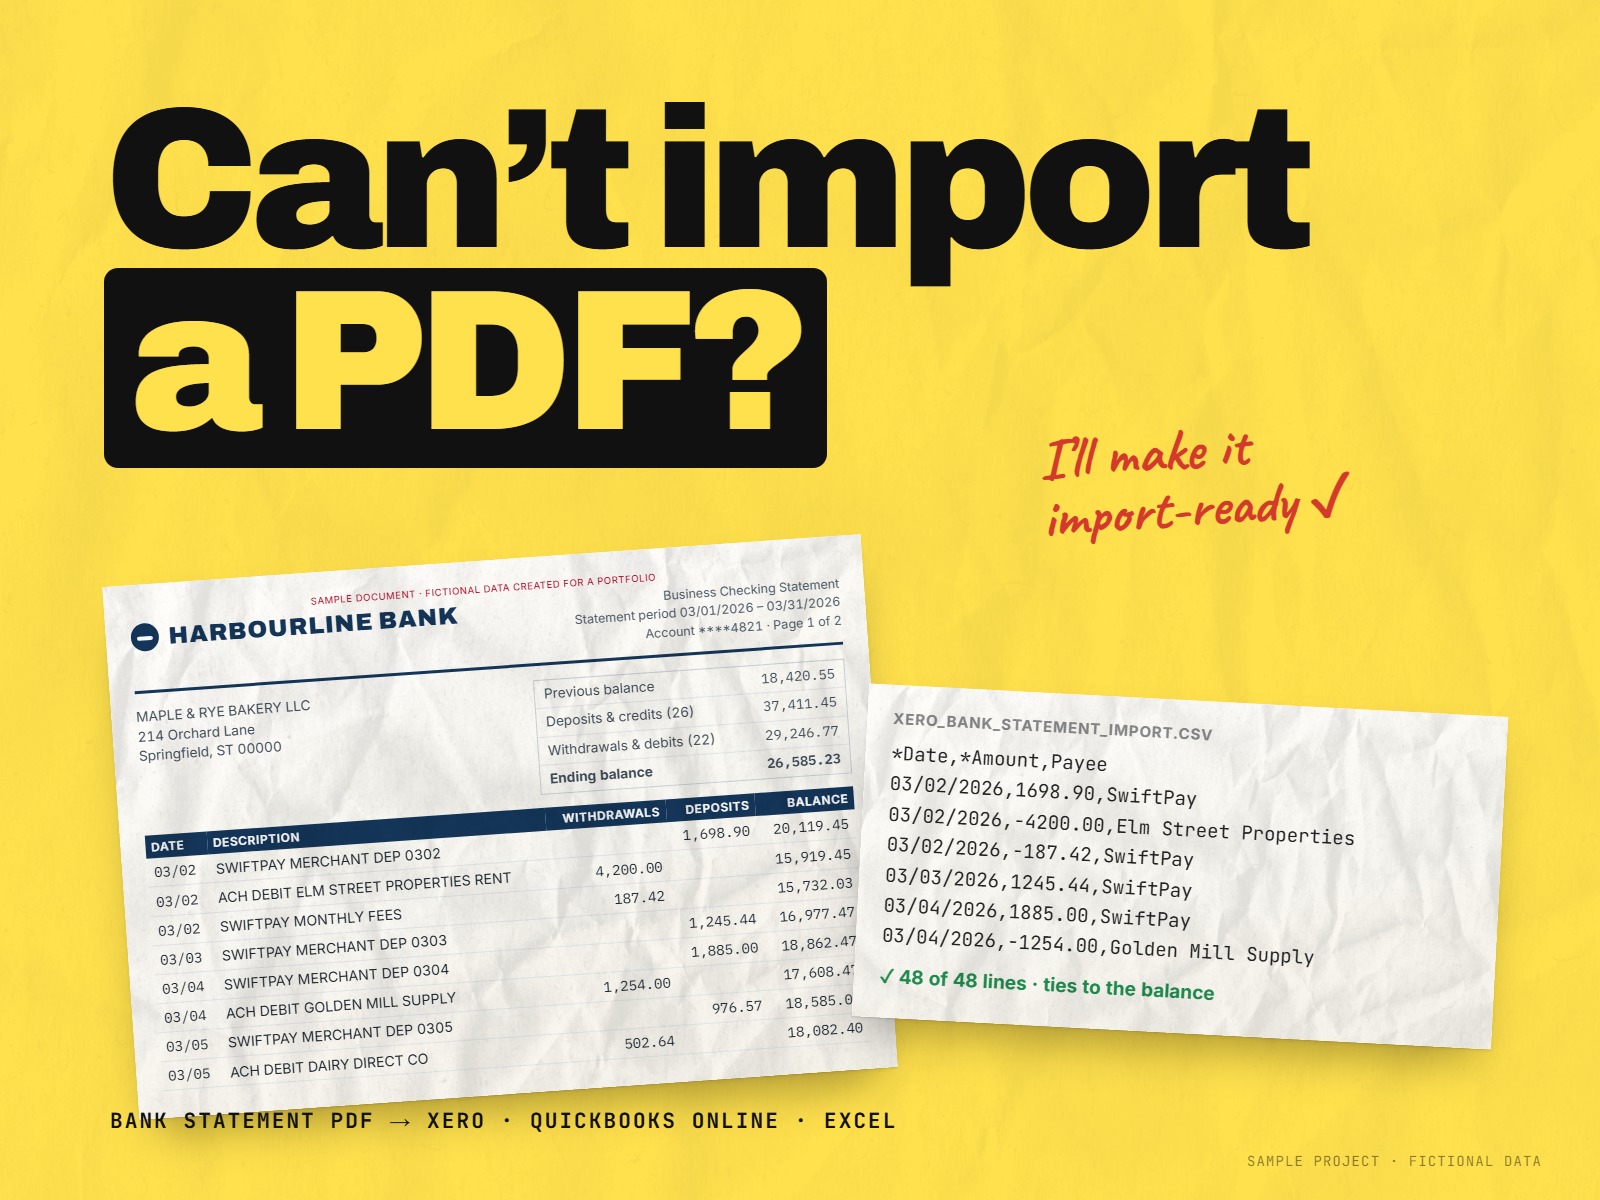 Can’t import
a PDF?
I'll make it
import-ready ✓
SAMPLE DOCUMENT · FICTIONAL DATA CREATED FOR A PORTFOLIO
HARBOURLINE BANK
Business Checking Statement
Statement period 03/01/2026 – 03/31/2026
Account ****4821 · Page 1 of 2
MAPLE & RYE BAKERY LLC
214 Orchard Lane
Springfield, ST 00000
Previous balance 18,420.55
Deposits & credits (26) 37,411.45
Withdrawals & debits (22) 29,246.77
Ending balance 26,585.23
DATE DESCRIPTION WITHDRAWALS DEPOSITS BALANCE
03/02 SWIFTPAY MERCHANT DEP 0302 1,698.90 20,119.45
03/02 ACH DEBIT ELM STREET PROPERTIES RENT 4,200.00 15,919.45
03/02 SWIFTPAY MONTHLY FEES 187.42 15,732.03
03/03 SWIFTPAY MERCHANT DEP 0303 1,245.44 16,977.47
03/04 SWIFTPAY MERCHANT DEP 0304 1,885.00 18,862.47
03/04 ACH DEBIT GOLDEN MILL SUPPLY 1,254.00 17,608.47
03/05 SWIFTPAY MERCHANT DEP 0305 976.57 18,585.0
03/05 ACH DEBIT DAIRY DIRECT CO 502.64 18,082.40
XERO_BANK_STATEMENT_IMPORT.CSV
*Date,*Amount,Payee
03/02/2026,1698.90,SwiftPay
03/02/2026,-4200.00,Elm Street Properties
03/02/2026,-187.42,SwiftPay
03/03/2026,1245.44,SwiftPay
03/04/2026,1885.00,SwiftPay
03/04/2026,-1254.00,Golden Mill Supply
✓ 48 of 48 lines · ties to the balance
BANK STATEMENT PDF → XERO · QUICKBOOKS ONLINE · EXCEL
SAMPLE PROJECT · FICTIONAL DATA